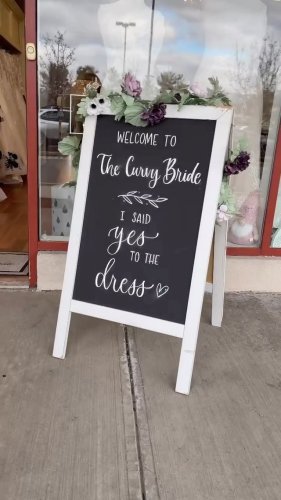 WELCOME TO
The Curvy Bride
I SAID
yes
TO THE
dress